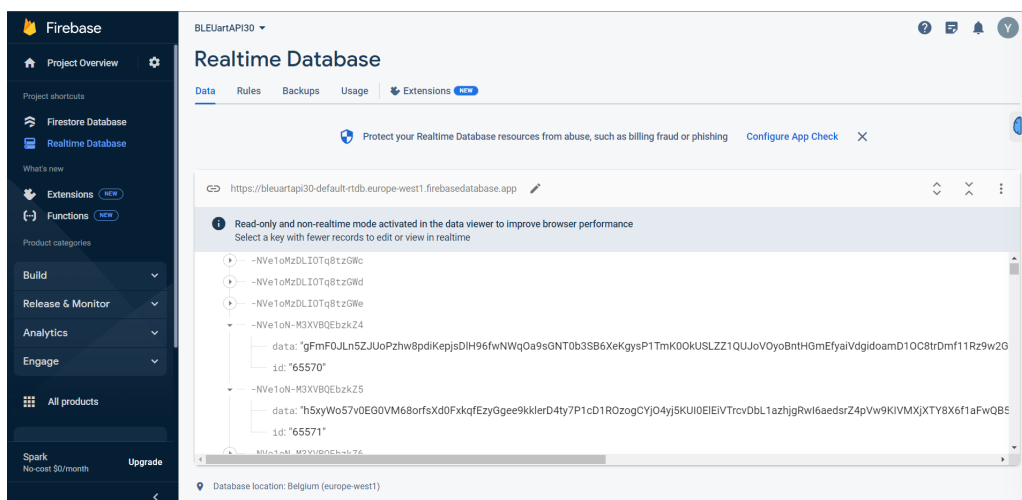 Firebase
Project Overview
Project shortcuts
Firestore Database
Realtime Database
What's new
Extensions NEW
Functions NEW
Product categories
Build
Release & Monitor
Analytics
Engage
All products
Spark
No-cost $0/month
Upgrade
BLEUartAPI30
Y
Realtime Database
Data Rules Backups Usage Extensions NEW
Protect your Realtime Database resources from abuse, such as billing fraud or phishing Configure App Check
https://bleuartapi30-default-rtdb.europe-west1.firebasedatabase.app
Read-only and non-realtime mode activated in the data viewer to improve browser performance
Select a key with fewer records to edit or view in realtime
-NVe1oMzDLIOTq8tzGWc
-NVe1oMzDLIOTq8tzGWd
-NVe1oMzDLIOTq8tzGWe
-NVe1oN-M3XVBQEbzkZ4
data: "gFmF0JLn5ZJUoPzhw8pdiKepjsDlH96fwNWqOa9sGNT0b3SB6XeKgysP1TmK0OkUSLZZ1QUJoVOyoBntHGmEfyaiVdgidoamD1OC8trDmf11Rz9w2G
id: "65570"
-NVe1oN-M3XVBQEbzkZ5
data: "h5xyWo57v0EG0VM68orfsXd0FxkqfEzyGgee9kklerD4ty7P1cD1ROzogCYjO4yj5KUI0ElEiVTrcvDbL1azhjgRwI6aedsrZ4pVw9KIVMXjXTY8X6f1aFwQB5
id: "65571"
-NVe1oN-M3XVBQEbzkZ6
Database location: Belgium (europe-west1)